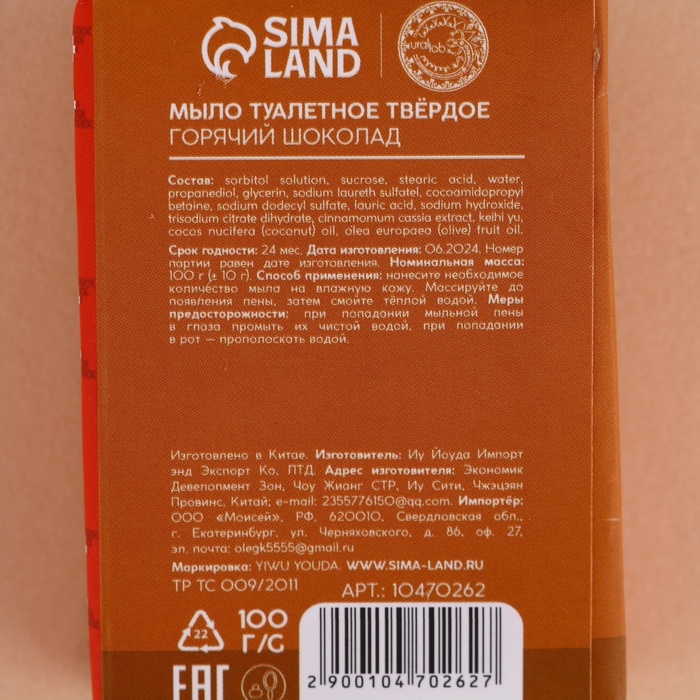 SIMA
LAND
ural lab
МЫЛО ТУАЛЕТНОЕ ТВЁРДОЕ
ГОРЯЧИЙ ШОКОЛАД
Состав: sorbitol solution, sucrose, stearic acid, water,
propanediol, glycerin, sodium laureth sulfatel, cocoamidopropyl
betaine, sodium dodecyl sulfate, lauric acid, sodium hydroxide,
trisodium citrate dihydrate, cinnamomum cassia extract, keihi yu,
cocos nucifera (coconut) oil, olea europaea (olive) fruit oil.
Срок годности: 24 мес. Дата изготовления: 06.2024. Номер
партии равен дате изготовления. Номинальная масса:
100 г (± 10 г). Способ применения: нанесите необходимое
количество мыла на влажную кожу. Массируйте до
появления пены, затем смойте тёплой водой. Меры
предосторожности: при попадании мыльной пены
в глаза промыть их чистой водой, при попадании
в рот — прополоскать водой.
Изготовлено в Китае. Изготовитель: Иу Йоуда Импорт
энд Экспорт Ко, ЛТД. Адрес изготовителя: Экономик
Девелопмент Зон, Чоу Жианг СТР, Иу Сити, Чжэцзян
Провинс, Китай; e-mail: 2355776150@qq.com. Импортёр:
ООО «Моисей», РФ, 620010, Свердловская обл.,
г. Екатеринбург, ул. Черняховского, д. 86, оф. 27,
эл. почта: olegk5555@gmail.ru
Маркировка: YIWU YOUDA. WWW.SIMA-LAND.RU
ТР ТС 009/2011
АРТ.: 10470262
22
100
Г/G
EAC
2 900104 702627